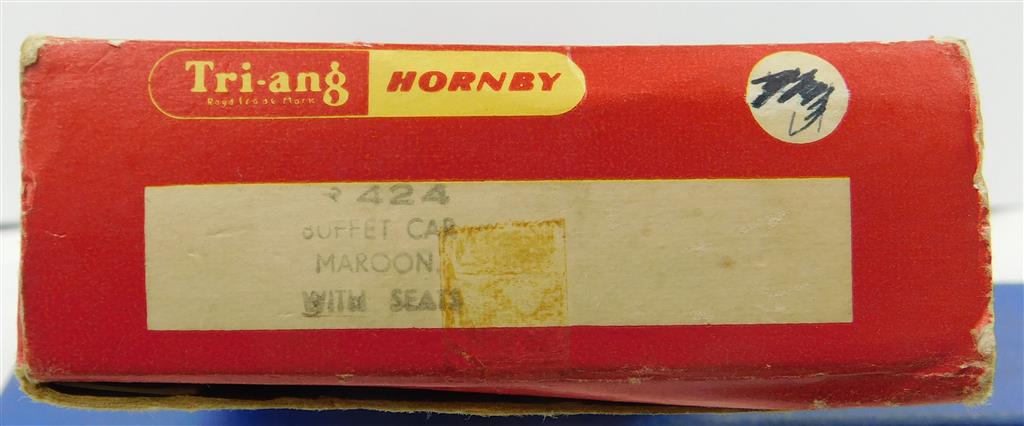 Tri-ang HORNBY
Regd Trade Mark
R 424
BUFFET CAR
MAROON.
WITH SEATS